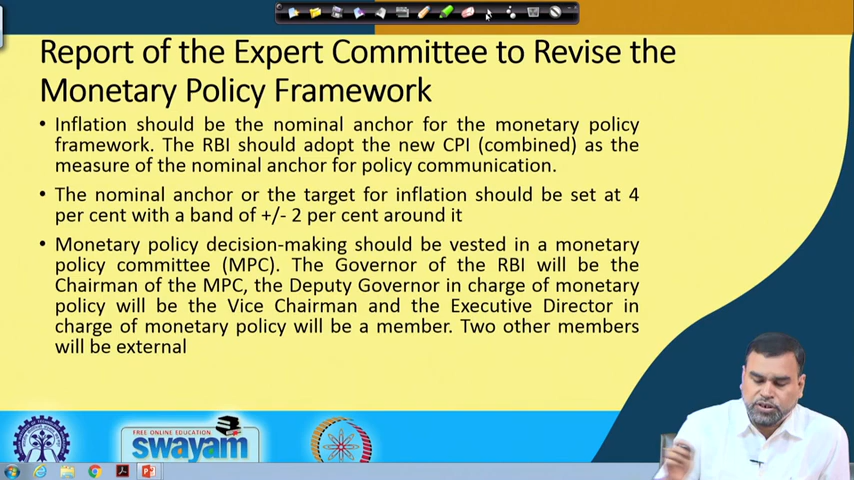 Report of the Expert Committee to Revise the
Monetary Policy Framework
• Inflation should be the nominal anchor for the monetary policy
framework. The RBI should adopt the new CPI (combined) as the
measure of the nominal anchor for policy communication.
• The nominal anchor or the target for inflation should be set at 4
per cent with a band of +/- 2 per cent around it
• Monetary policy decision-making should be vested in a monetary
policy committee (MPC). The Governor of the RBI will be the
Chairman of the MPC, the Deputy Governor in charge of monetary
policy will be the Vice Chairman and the Executive Director in
charge of monetary policy will be a member. Two other members
will be external
FREE ONLINE EDUCATION
swayam